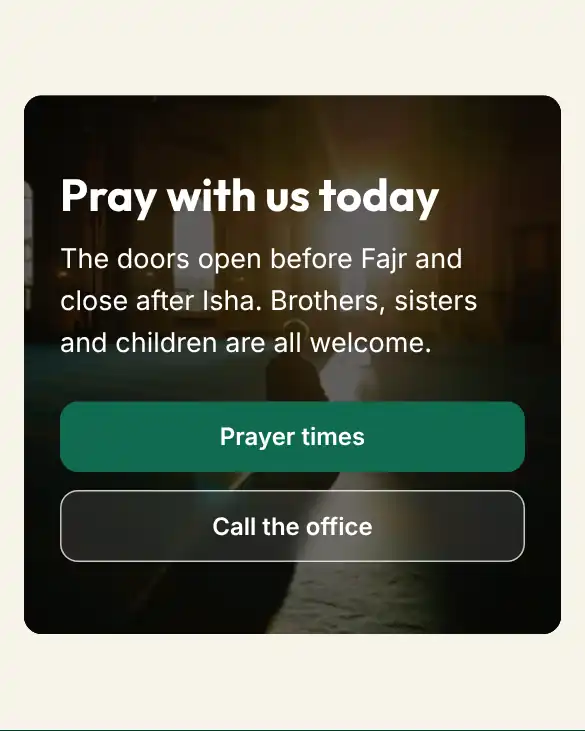 Pray with us today
The doors open before Fajr and
close after Isha. Brothers, sisters
and children are all welcome.
Prayer times
Call the office